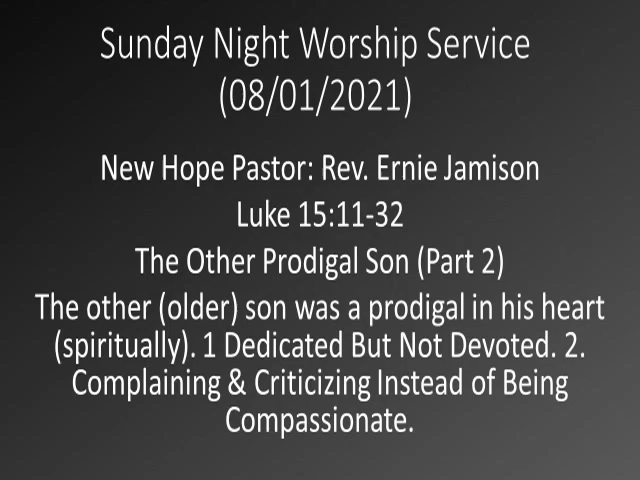 Sunday Night Worship Service
(08/01/2021)
New Hope Pastor: Rev. Ernie Jamison
Luke 15:11-32
The Other Prodigal Son (Part 2)
The other (older) son was a prodigal in his heart
(spiritually). 1 Dedicated But Not Devoted. 2.
Complaining & Criticizing Instead of Being
Compassionate.